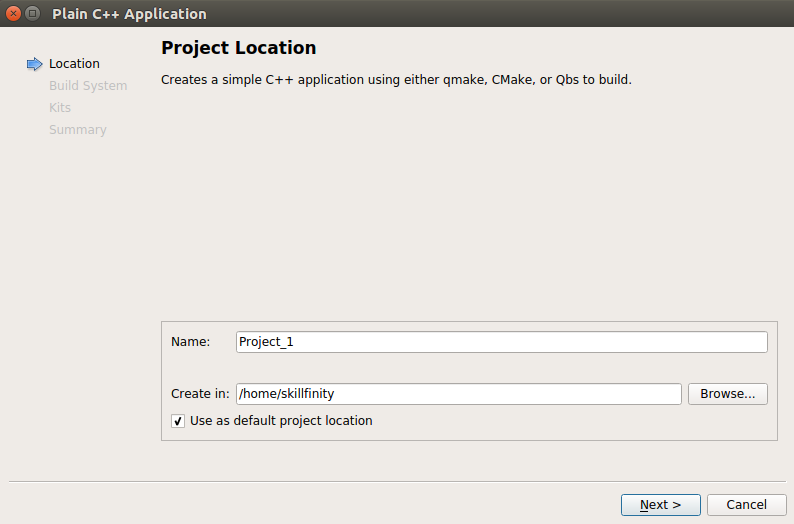 Plain C++ Application
Location
Build System
Kits
Summary
Project Location
Creates a simple C++ application using either qmake, CMake, or Qbs to build.
Name: Project_1
Create in: /home/skillfinity Browse...
Use as default project location
Next > Cancel